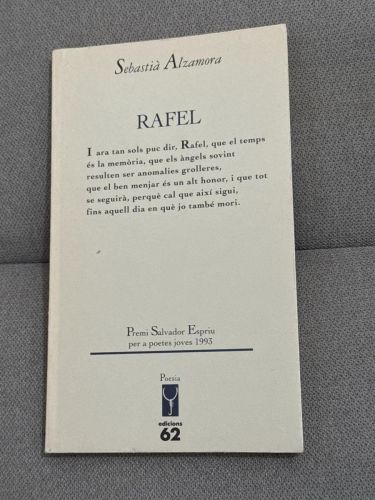 Sebastià Alzamora
RAFEL
I ara tan sols puc dir, Rafel, que el temps
és la memòria, que els àngels sovint
resulten ser anomalies grolleres,
que el ben menjar és un alt honor, i que tot
se seguirà, perquè cal que així sigui,
fins aquell dia en què jo també mori.
Premi Salvador Espriu
per a poetes joves 1993
Poesia
edicions
62